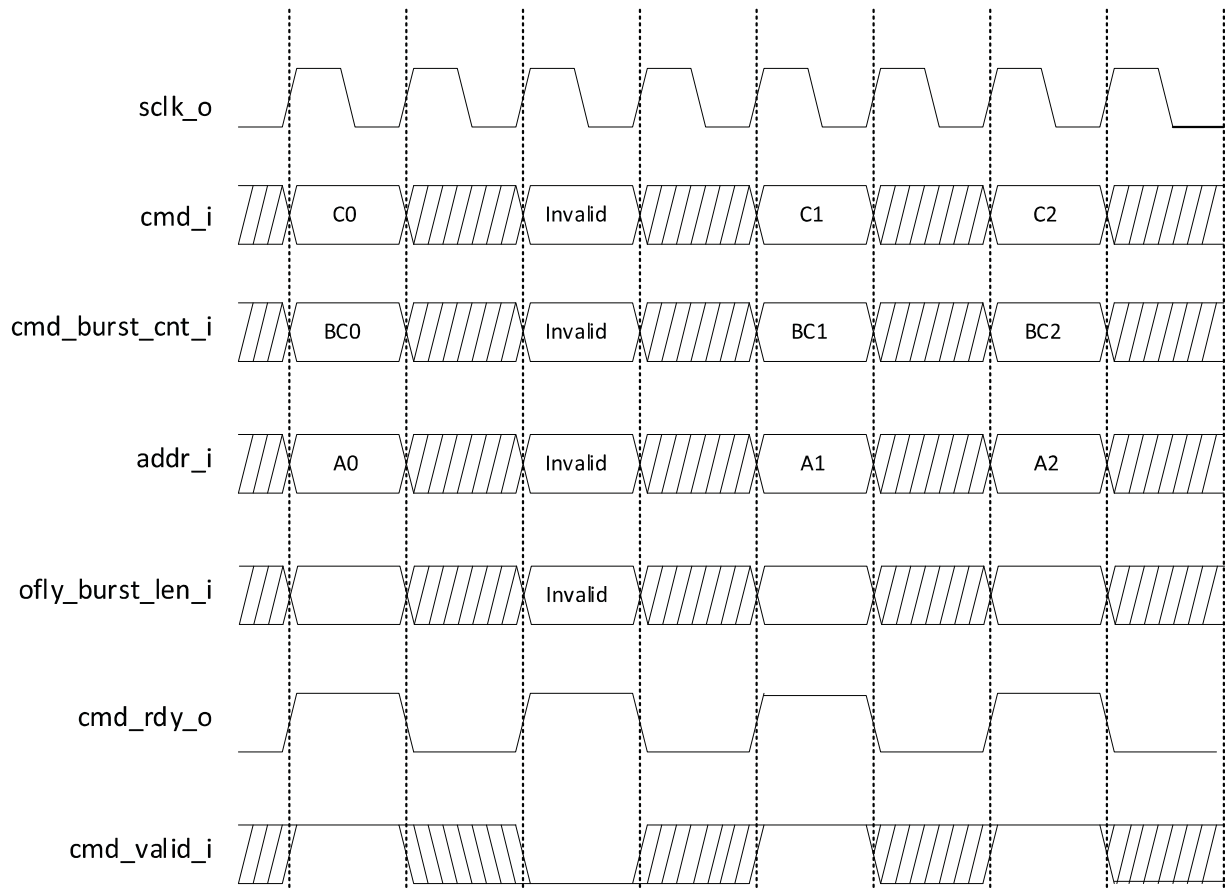 sclk_o
cmd_i C0 Invalid C1 C2
cmd_burst_cnt_i BC0 Invalid BC1 BC2
addr_i A0 Invalid A1 A2
ofly_burst_len_i Invalid
cmd_rdy_o
cmd_valid_i